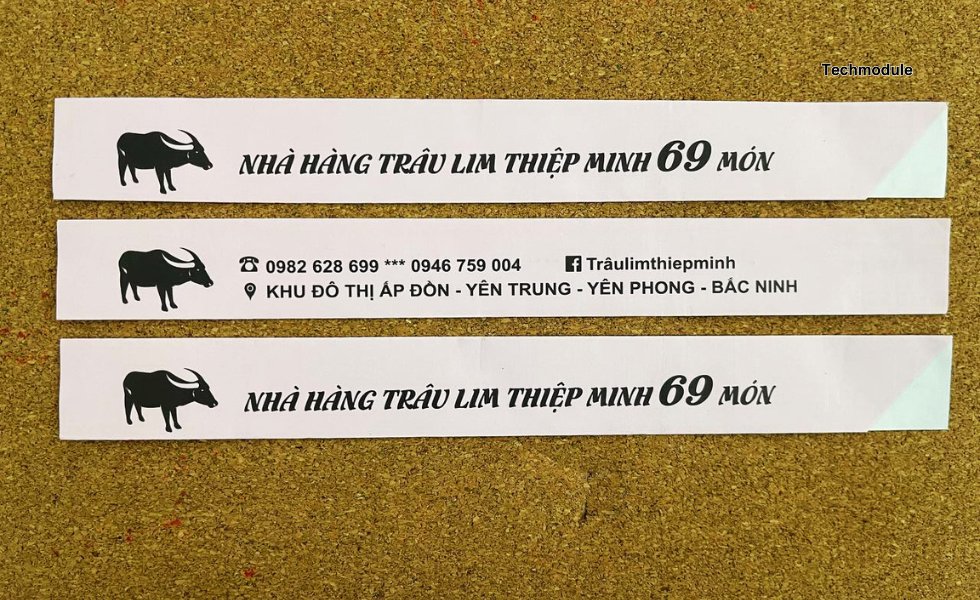 Techmodule
NHÀ HÀNG TRÂU LIM THIỆP MINH 69 MÓN
0982 628 699 *** 0946 759 004 Trâulimthiepminh
KHU ĐÔ THỊ ẤP ĐỒN - YÊN TRUNG - YÊN PHONG - BẮC NINH
NHÀ HÀNG TRÂU LIM THIỆP MINH 69 MÓN